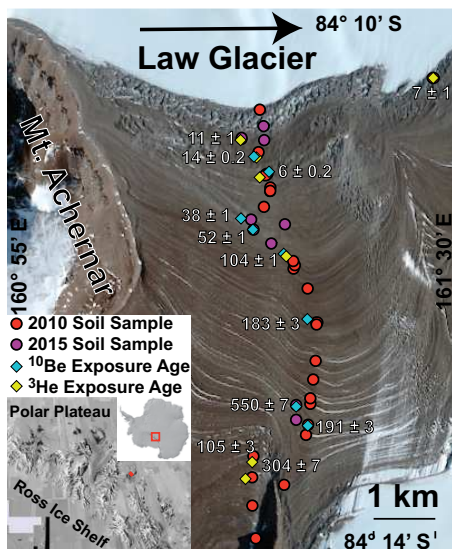 84° 10' S
Law Glacier
7 ± 1
Mt. Achernar
11 ± 1
14 ± 0.2
6 ± 0.2
38 ± 1
52 ± 1
104 ± 1
160° 55' E
161° 30' E
183 ± 3
2010 Soil Sample
2015 Soil Sample
¹⁰Be Exposure Age
³He Exposure Age
550 ± 7
191 ± 3
105 ± 3
304 ± 7
Polar Plateau
Ross Ice Shelf
1 km
84ᵈ 14' Sˡ